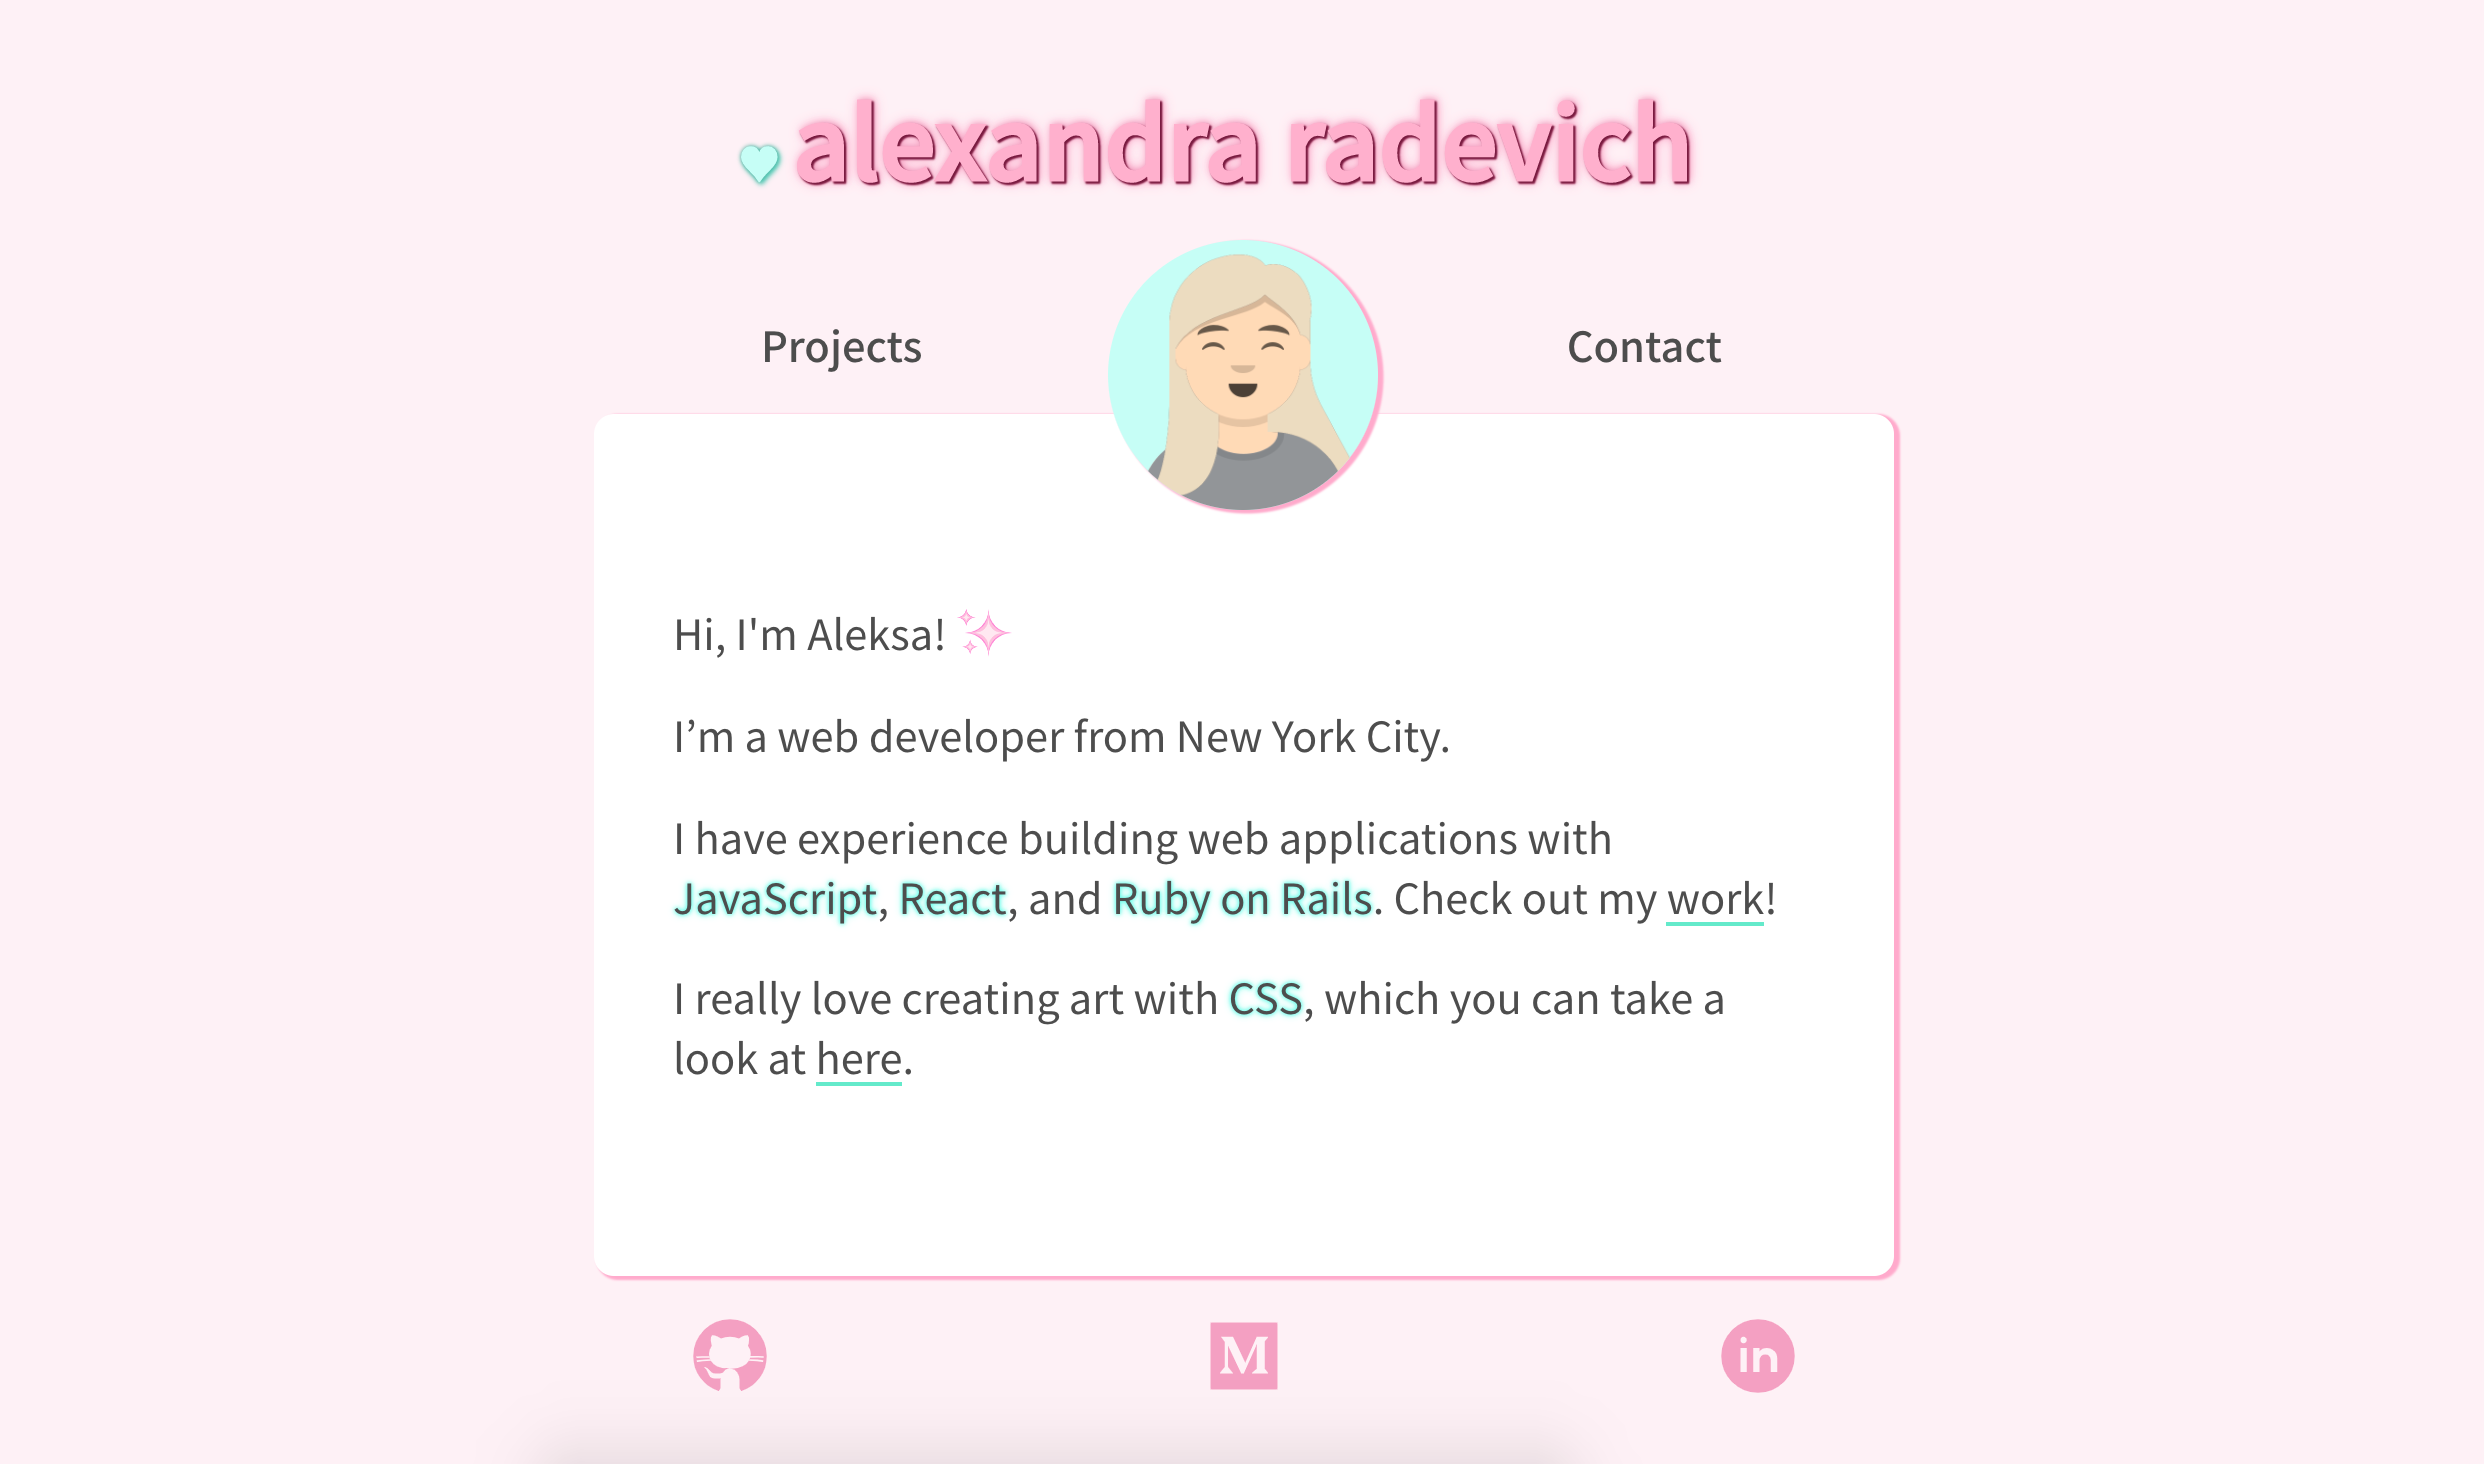 alexandra radevich
Projects
Contact
Hi, I'm Aleksa!
I’m a web developer from New York City.
I have experience building web applications with
JavaScript, React, and Ruby on Rails. Check out my work!
I really love creating art with CSS, which you can take a
look at here.
M
in